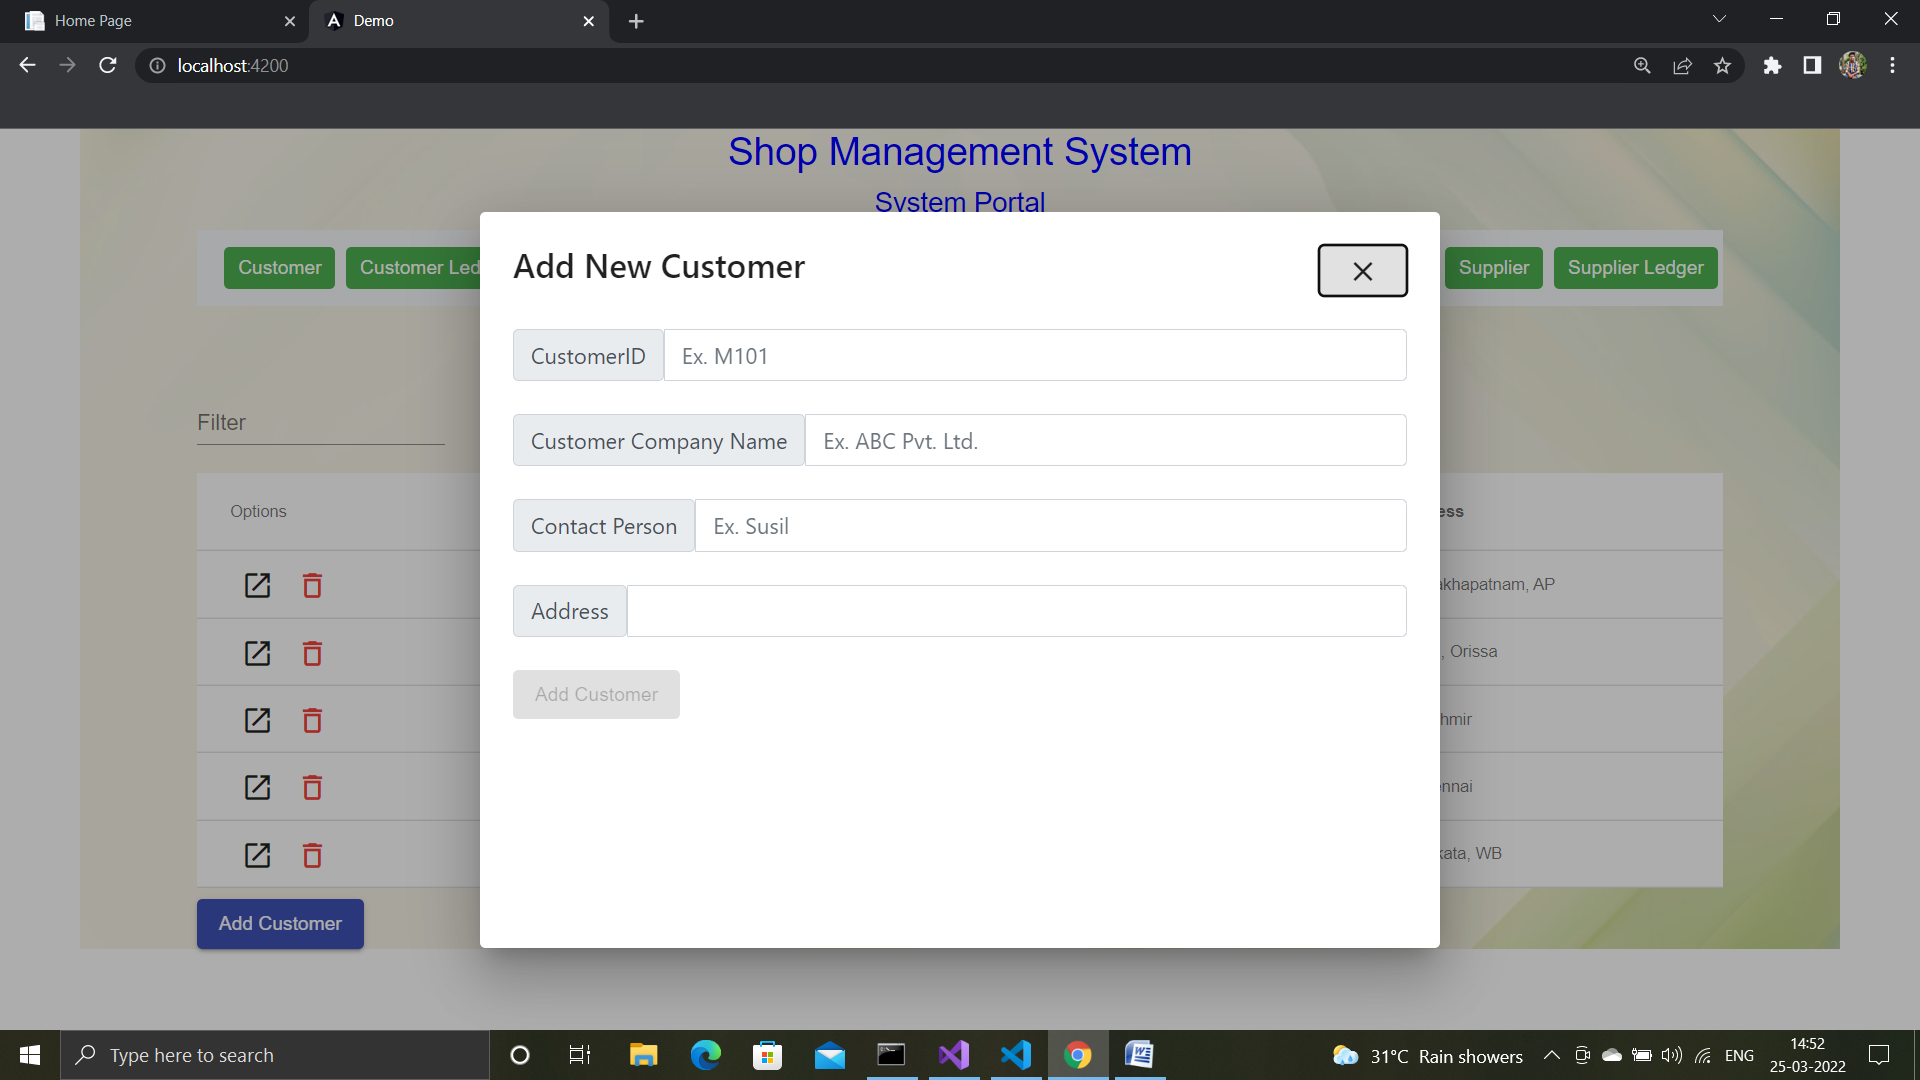 Home Page
Demo
localhost:4200
Shop Management System
System Portal
Customer
Customer Led
Supplier
Supplier Ledger
Add New Customer
CustomerID
Ex. M101
Customer Company Name
Ex. ABC Pvt. Ltd.
Contact Person
Ex. Susil
Address
Add Customer
Filter
Options
ess
akhapatnam, AP
, Orissa
hmir
nnai
kata, WB
Add Customer
Type here to search
31°C Rain showers
ENG
14:52
25-03-2022